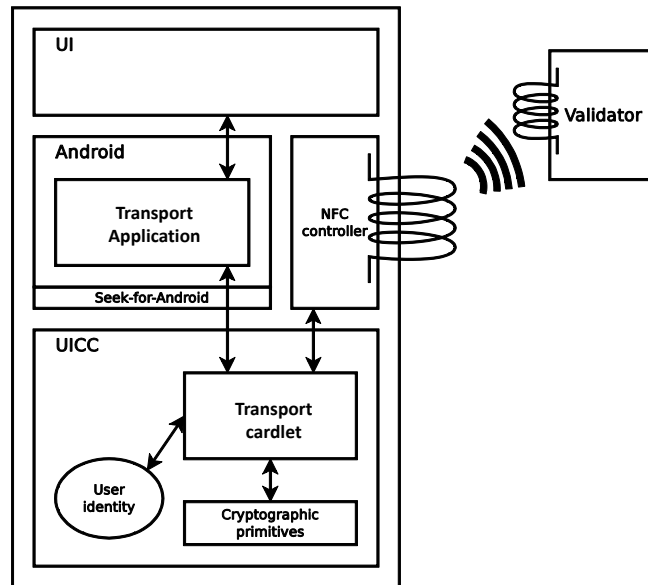 UI
Android
Transport
Application
Seek-for-Android
NFC
controller
Validator
UICC
Transport
cardlet
User
identity
Cryptographic
primitives